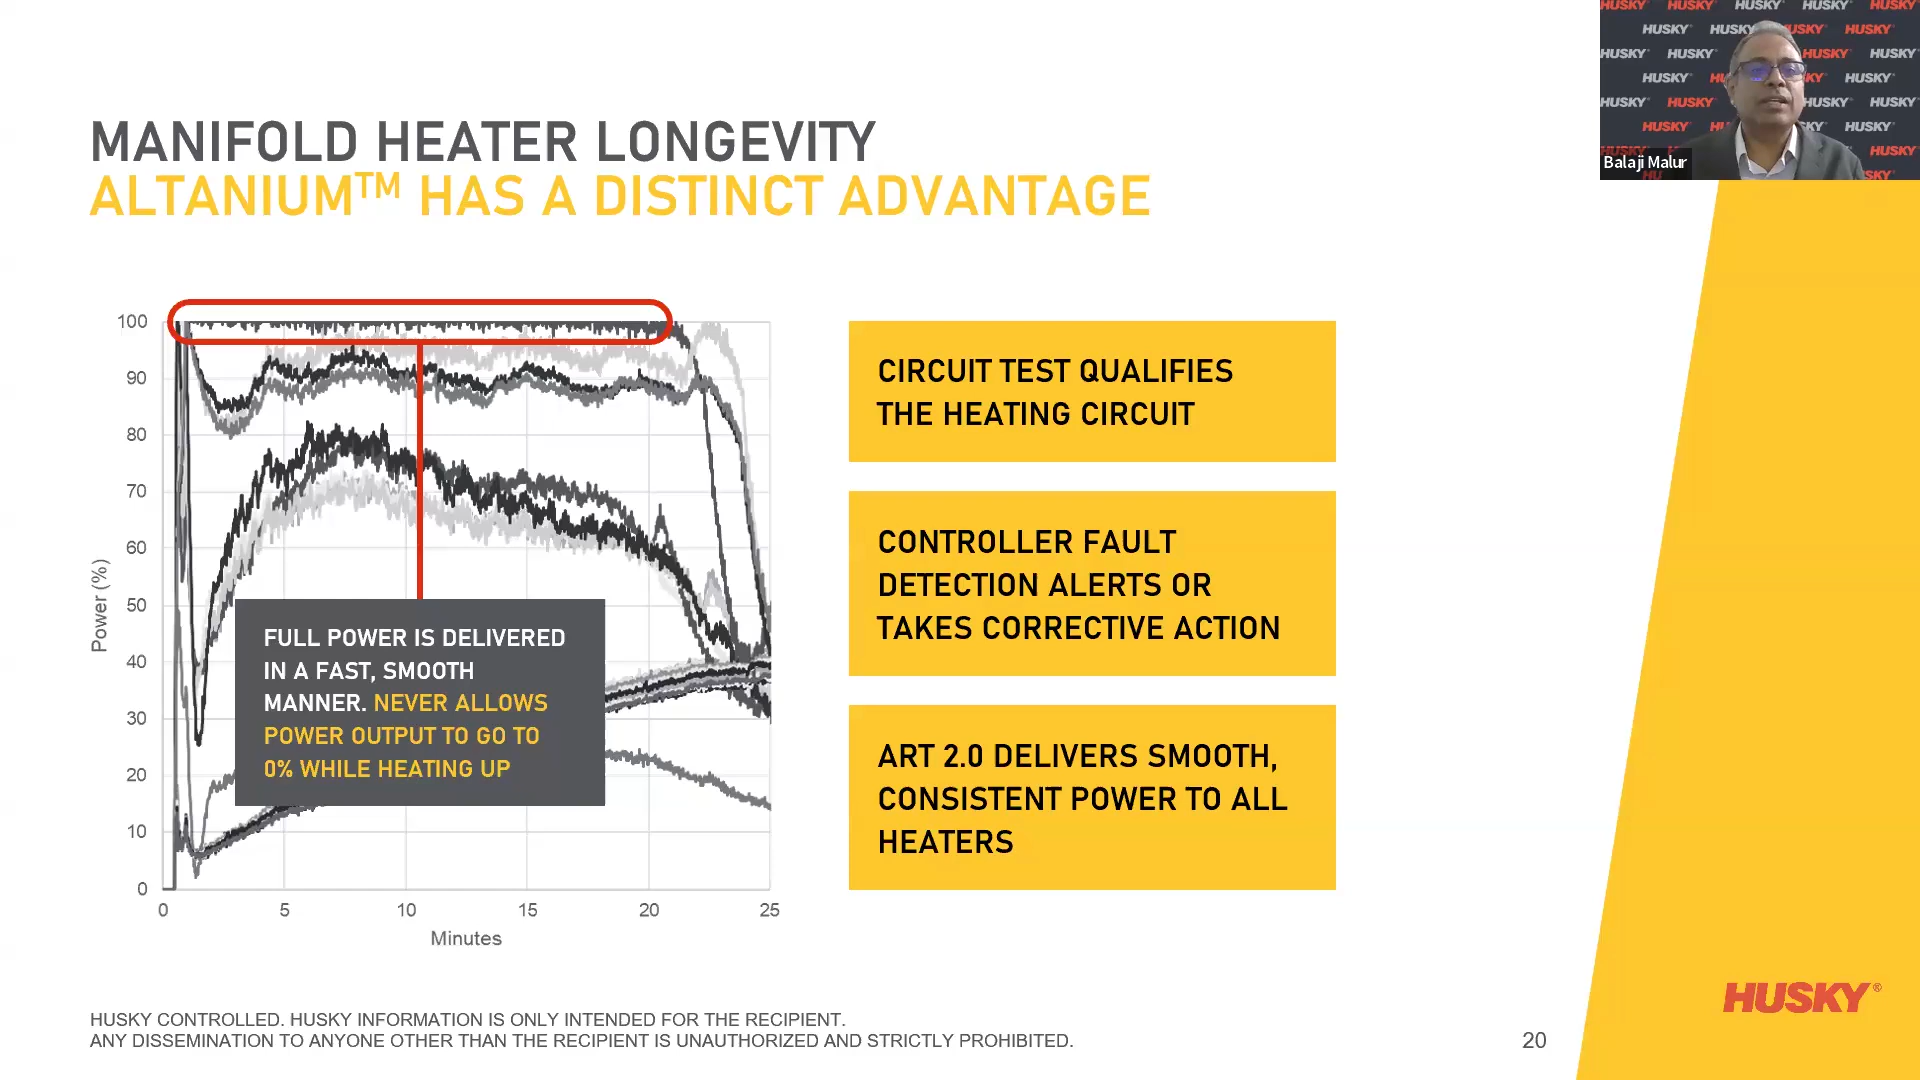 MANIFOLD HEATER LONGEVITY
ALTANIUM™ HAS A DISTINCT ADVANTAGE
Balaji Malur
100
90
80
70
60
50
40
30
20
10
0
Power (%)
0 5 10 15 20 25
Minutes
FULL POWER IS DELIVERED
IN A FAST, SMOOTH
MANNER. NEVER ALLOWS
POWER OUTPUT TO GO TO
0% WHILE HEATING UP
CIRCUIT TEST QUALIFIES
THE HEATING CIRCUIT
CONTROLLER FAULT
DETECTION ALERTS OR
TAKES CORRECTIVE ACTION
ART 2.0 DELIVERS SMOOTH,
CONSISTENT POWER TO ALL
HEATERS
HUSKY®
HUSKY CONTROLLED. HUSKY INFORMATION IS ONLY INTENDED FOR THE RECIPIENT.
ANY DISSEMINATION TO ANYONE OTHER THAN THE RECIPIENT IS UNAUTHORIZED AND STRICTLY PROHIBITED.
20